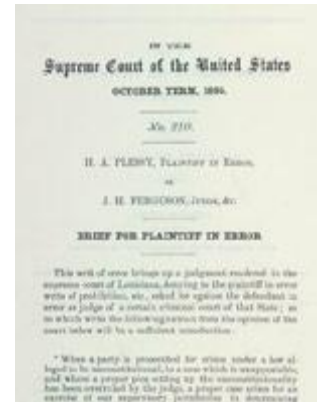 IN THE
Supreme Court of the United States
OCTOBER TERM, 1895.
No. 210.
H. A. PLESSY, PLAINTIFF IN ERROR,
vs.
J. H. FERGUSON, JUDGE, &c.
BRIEF FOR PLAINTIFF IN ERROR
This writ of error brings up a judgment rendered in the
supreme court of Louisiana, denying to the plaintiff in error
writs of prohibition, etc., asked for against the defendant in
error as judge of a certain criminal court of that State; as
to which writs the following extract from the opinion of the
court below will be a sufficient introduction:
"When a party is prosecuted for crime under a law al-
leged to be unconstitutional, in a case which is unappealable,
and where a proper plea setting up the unconstitutionality
has been overruled by the judge, a proper case arises for an
exercise of our supervisory jurisdiction in determining